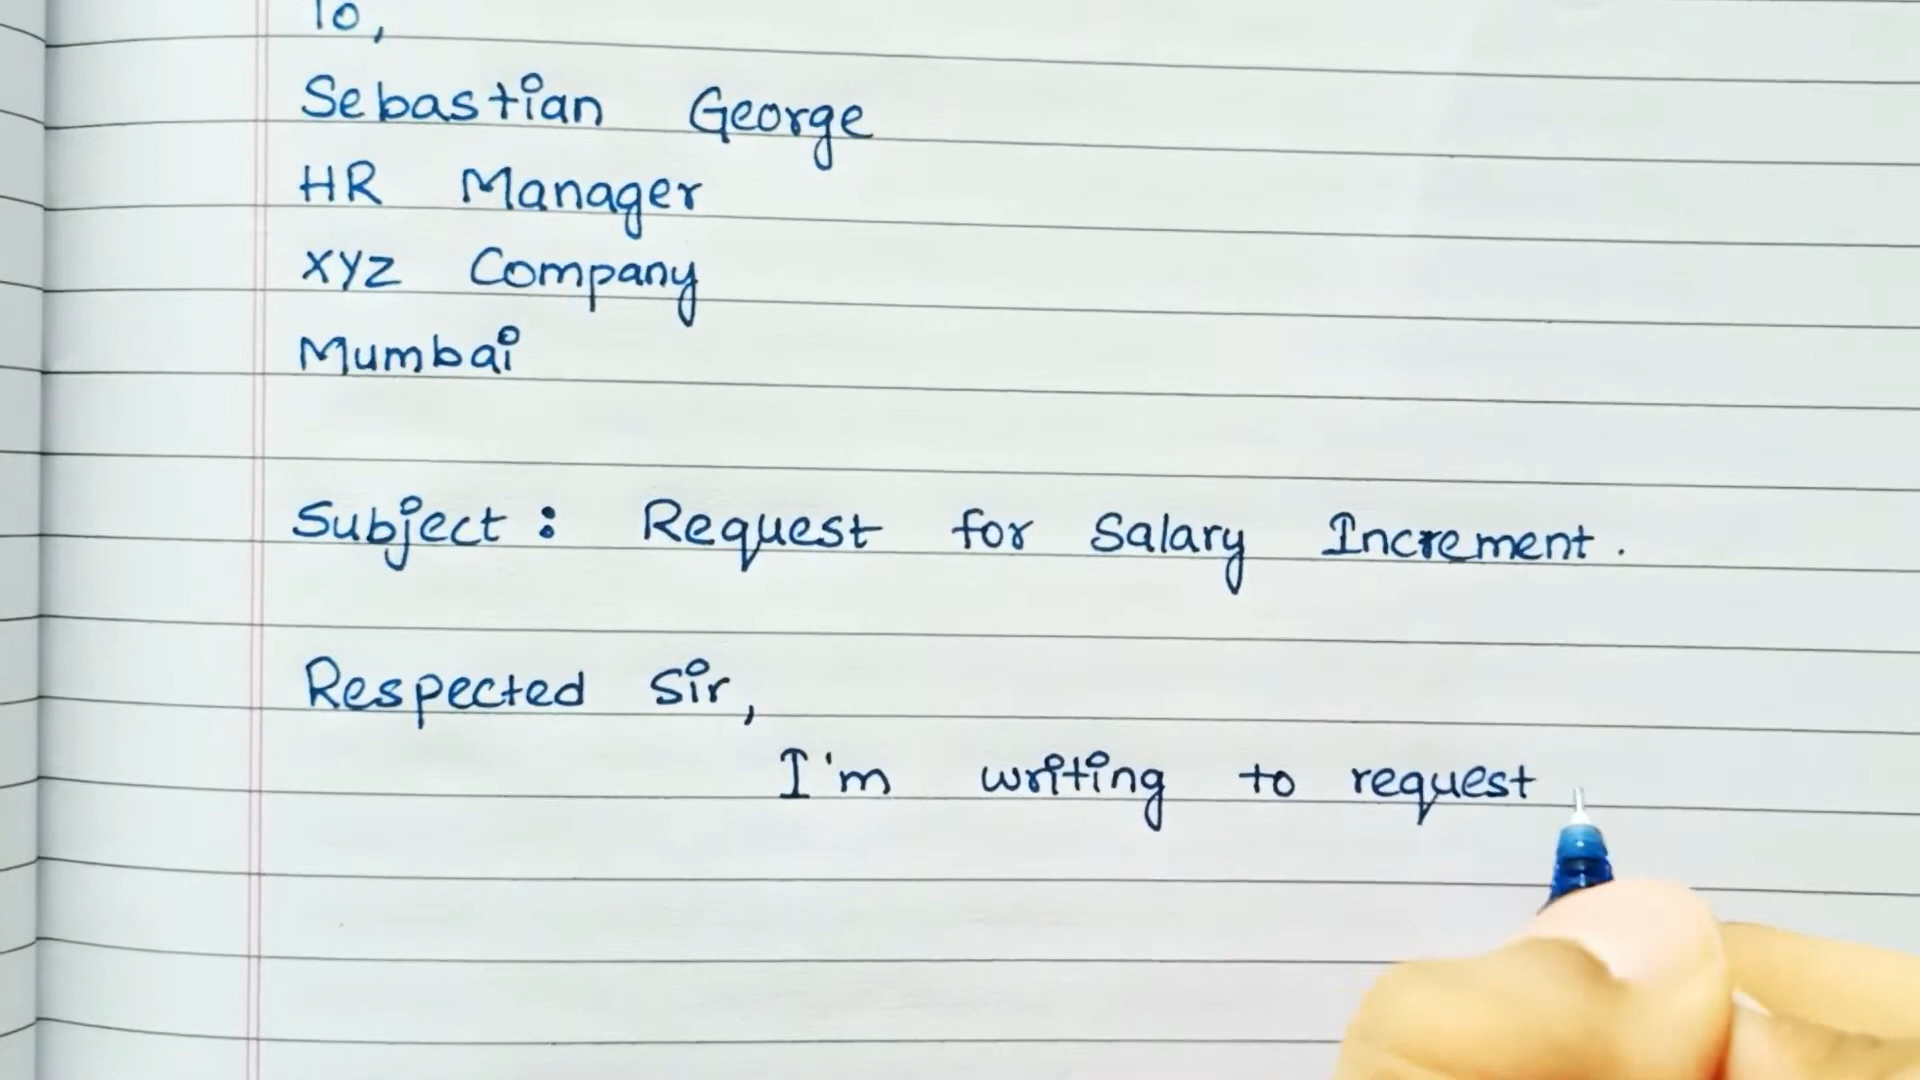 To,
Sebastian George
HR Manager
XYZ Company
Mumbai
Subject : Request for Salary Increment.
Respected Sir,
I'm writing to request